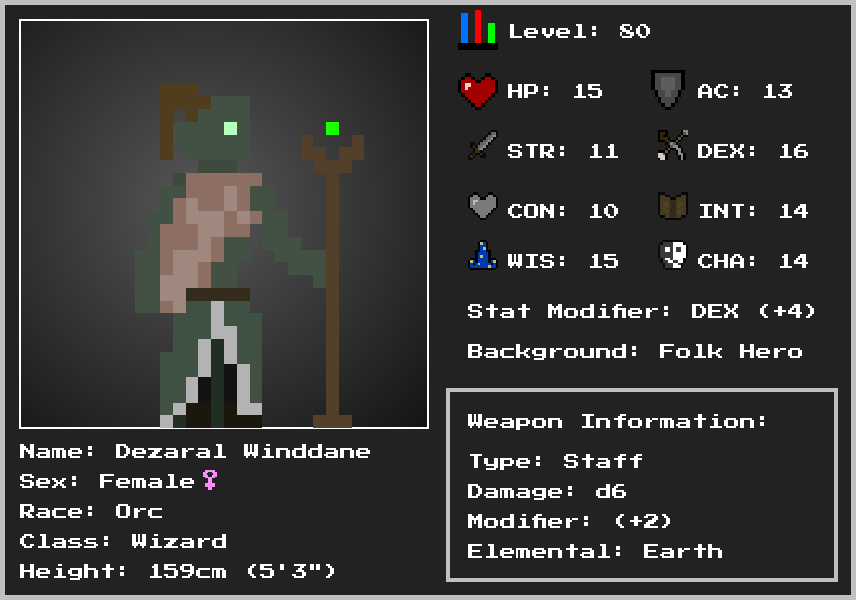 Level: 80
HP: 15
AC: 13
STR: 11
DEX: 16
CON: 10
INT: 14
WIS: 15
CHA: 14
Stat Modifier: DEX (+4)
Background: Folk Hero
Weapon Information:
Type: Staff
Damage: d6
Modifier: (+2)
Elemental: Earth
Name: Dezaral Winddane
Sex: Female♀
Race: Orc
Class: Wizard
Height: 159cm (5'3")